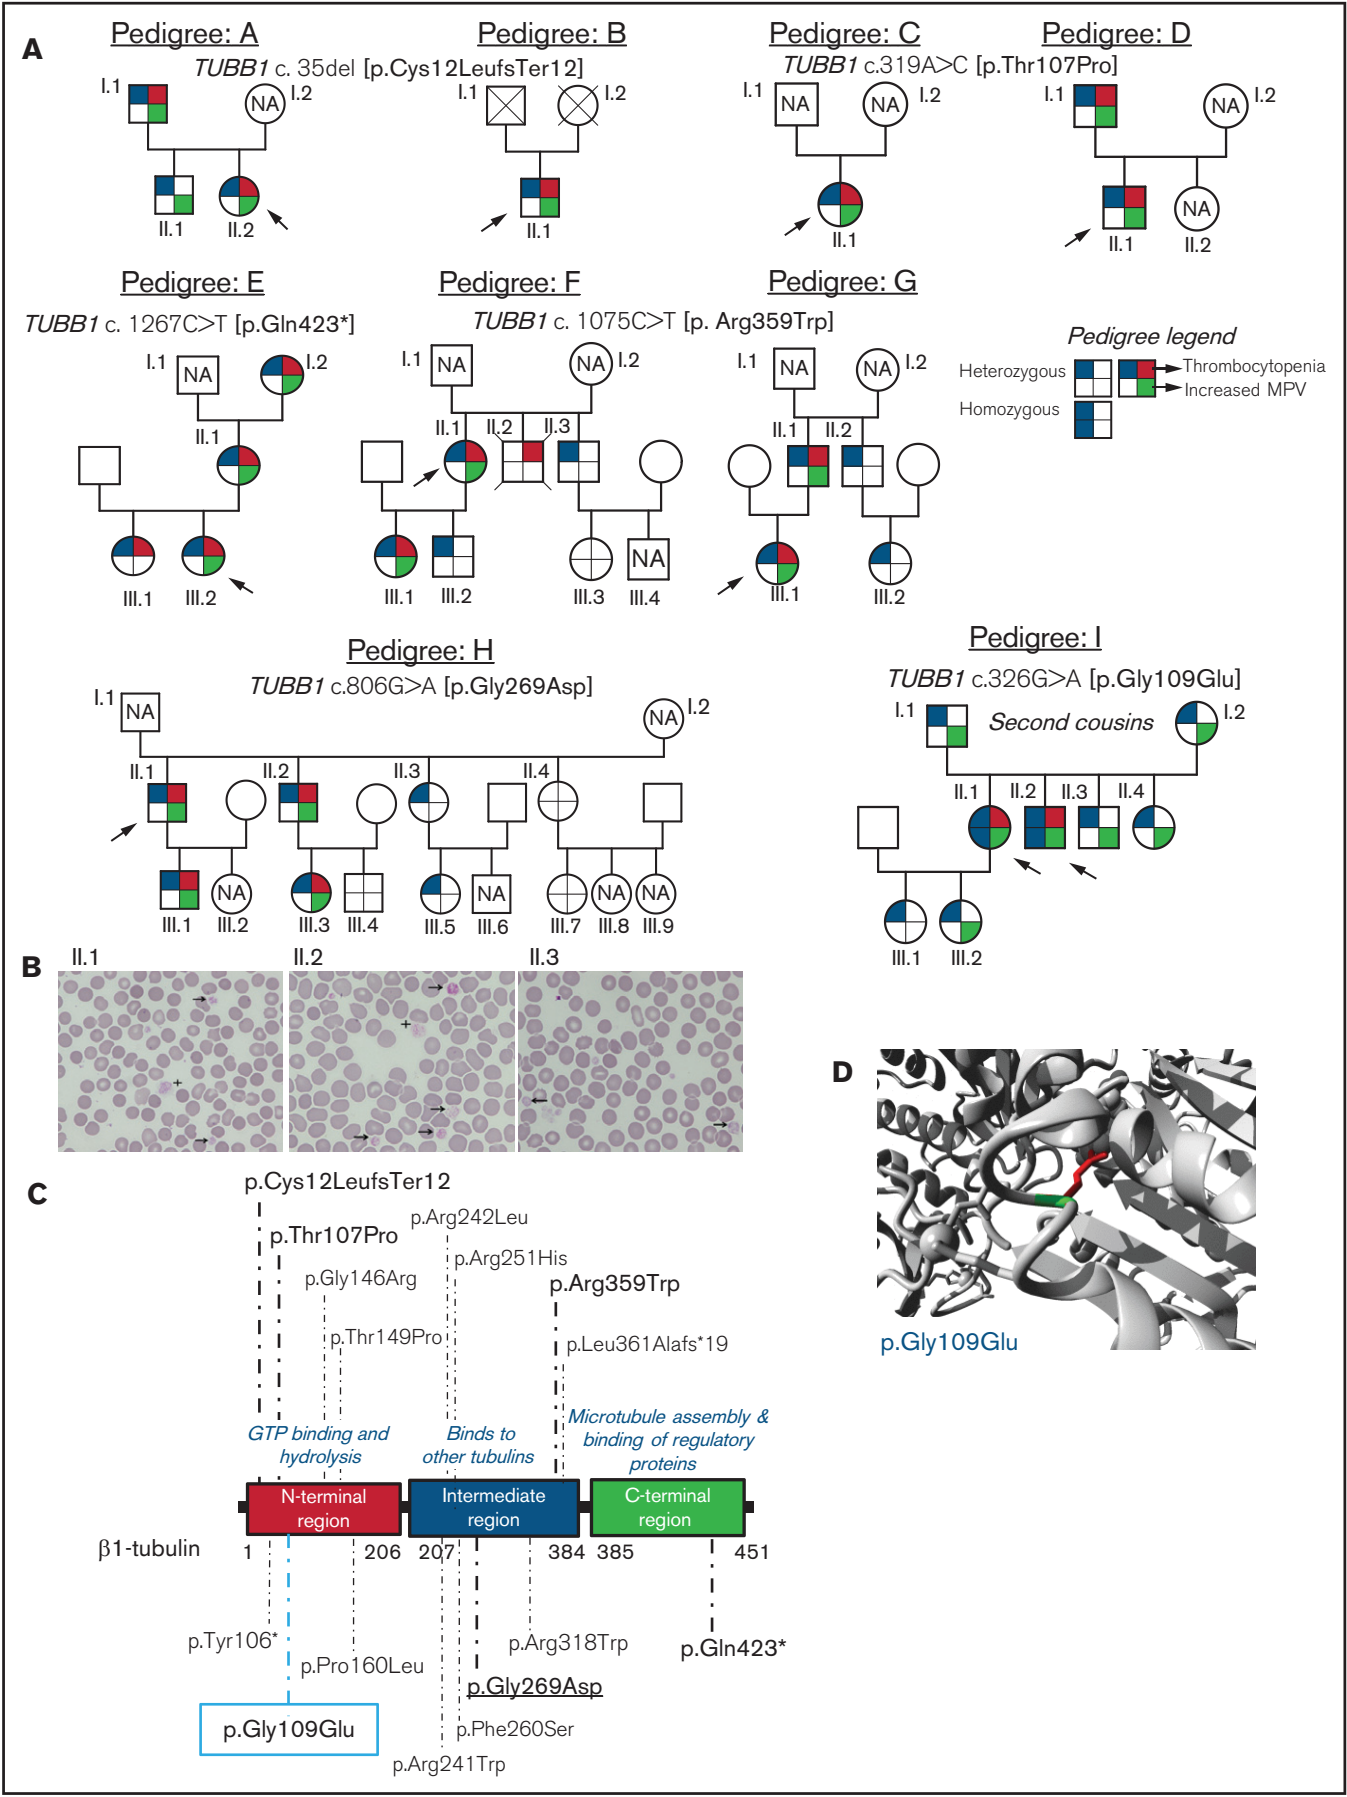 A
Pedigree: A
Pedigree: B
Pedigree: C
Pedigree: D
TUBB1 c. 35del [p.Cys12LeufsTer12]
TUBB1 c.319A>C [p.Thr107Pro]
I.1
NA
I.2
I.1
I.2
I.1
NA
NA
I.2
I.1
NA
I.2
II.1
II.2
II.1
II.1
II.1
NA
II.2
Pedigree: E
Pedigree: F
Pedigree: G
TUBB1 c. 1267C>T [p.Gln423*]
TUBB1 c. 1075C>T [p. Arg359Trp]
I.1
NA
I.2
I.1
NA
NA
I.2
I.1
NA
NA
I.2
Pedigree legend
Heterozygous
Thrombocytopenia
Increased MPV
Homozygous
II.1
II.1
II.2
II.3
II.1
II.2
NA
III.1
III.2
III.1
III.2
III.3
III.4
III.1
III.2
Pedigree: H
TUBB1 c.806G>A [p.Gly269Asp]
I.1
NA
NA
I.2
II.1
II.2
II.3
II.4
NA
NA
NA
NA
III.1
III.2
III.3
III.4
III.5
III.6
III.7
III.8
III.9
Pedigree: I
TUBB1 c.326G>A [p.Gly109Glu]
I.1
Second cousins
I.2
II.1
II.2
II.3
II.4
III.1
III.2
B
II.1
II.2
II.3
+
+
C
p.Cys12LeufsTer12
p.Thr107Pro
p.Gly146Arg
p.Thr149Pro
p.Arg242Leu
p.Arg251His
p.Arg359Trp
p.Leu361Alafs*19
GTP binding and
hydrolysis
Binds to
other tubulins
Microtubule assembly &
binding of regulatory
proteins
N-terminal
region
Intermediate
region
C-terminal
region
β1-tubulin
1
206
207
384
385
451
p.Tyr106*
p.Pro160Leu
p.Gly109Glu
p.Arg318Trp
p.Gly269Asp
p.Phe260Ser
p.Arg241Trp
p.Gln423*
D
p.Gly109Glu